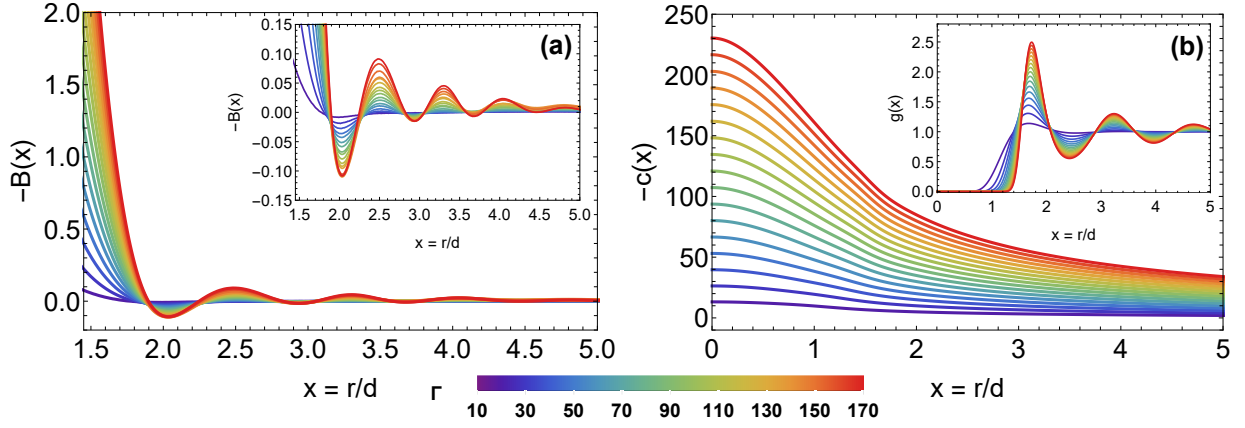 (a)
−B(x)
2.0
1.5
1.0
0.5
0.0
1.5 2.0 2.5 3.0 3.5 4.0 4.5 5.0
x = r/d
−B(x)
0.15
0.10
0.05
0.00
−0.05
−0.10
−0.15
1.5 2.0 2.5 3.0 3.5 4.0 4.5 5.0
x = r/d
(b)
−c(x)
−250
200
150
100
50
0
0 1 2 3 4 5
x = r/d
g(x)
2.5
2.0
1.5
1.0
0.5
0.0
0 1 2 3 4 5
x = r/d
Γ
10 30 50 70 90 110 130 150 170